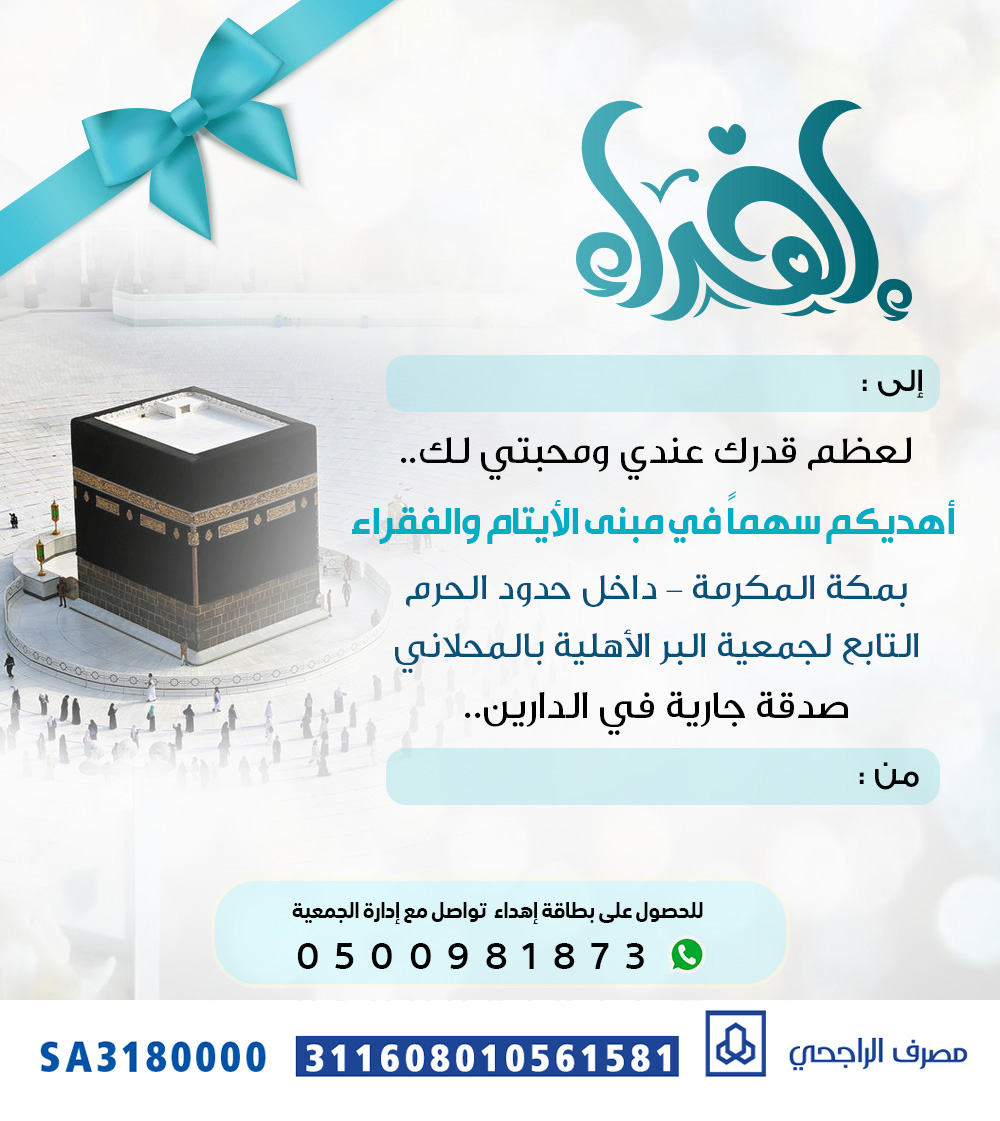 إهداء
إلى :
لعظم قدرك عندي ومحبتي لك..
أهديكم سهماً في مبنى الأيتام والفقراء
بمكة المكرمة – داخل حدود الحرم
التابع لجمعية البر الأهلية بالمحلاني
صدقة جارية في الدارين..
من :
للحصول على بطاقة إهداء تواصل مع إدارة الجمعية
0500981873
مصرف الراجحي
SA3180000 311608010561581